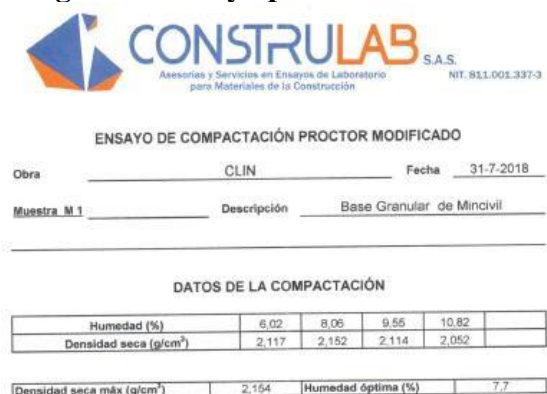 CONSTRULAB S.A.S.
Asesorías y Servicios en Ensayos de Laboratorio
para Materiales de la Construcción
NIT. 811.001.337-3
ENSAYO DE COMPACTACIÓN PROCTOR MODIFICADO
Obra CLIN Fecha 31-7-2018
Muestra M 1 Descripción Base Granular de Mincivil
DATOS DE LA COMPACTACIÓN
Humedad (%) 6,02 8,06 9,55 10,82
Densidad seca (g/cm³) 2,117 2,152 2,114 2,052
Densidad seca máx (g/cm³) 2,154 Humedad óptima (%) 7,7